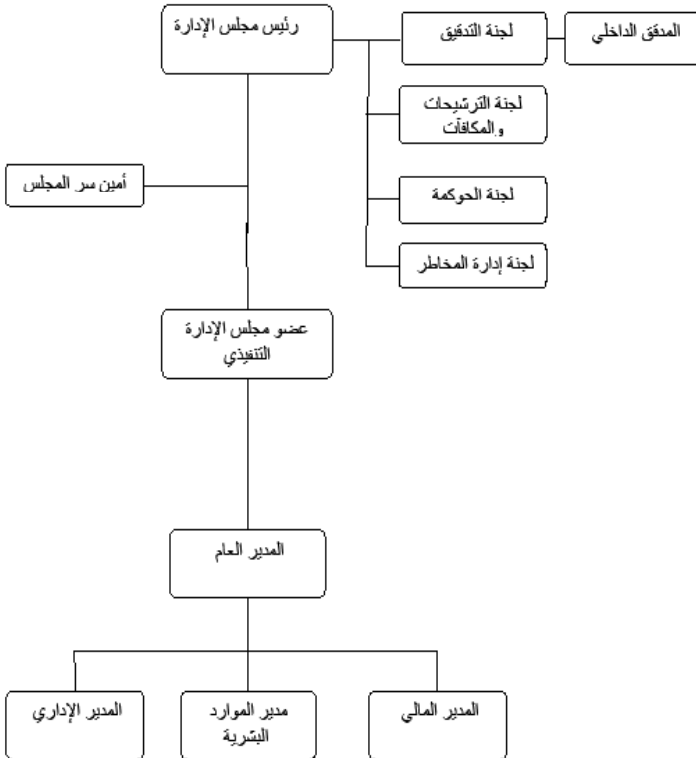 رئيس مجلس الإدارة
لجنة التدقيق
المدقق الداخلي
لجنة الترشيحات
والمكافآت
لجنة الحوكمة
لجنة إدارة المخاطر
أمين سر المجلس
عضو مجلس الإدارة
التنفيذي
المدير العام
المدير المالي
مدير الموارد
البشرية
المدير الإداري